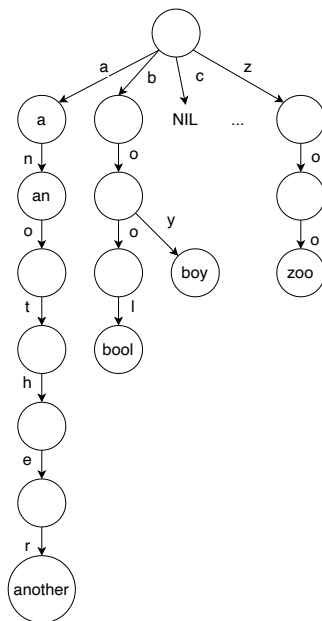 a b c z
a NIL ...
n o o
an
o o y o
boy zoo
t l
bool
h
e
r
another